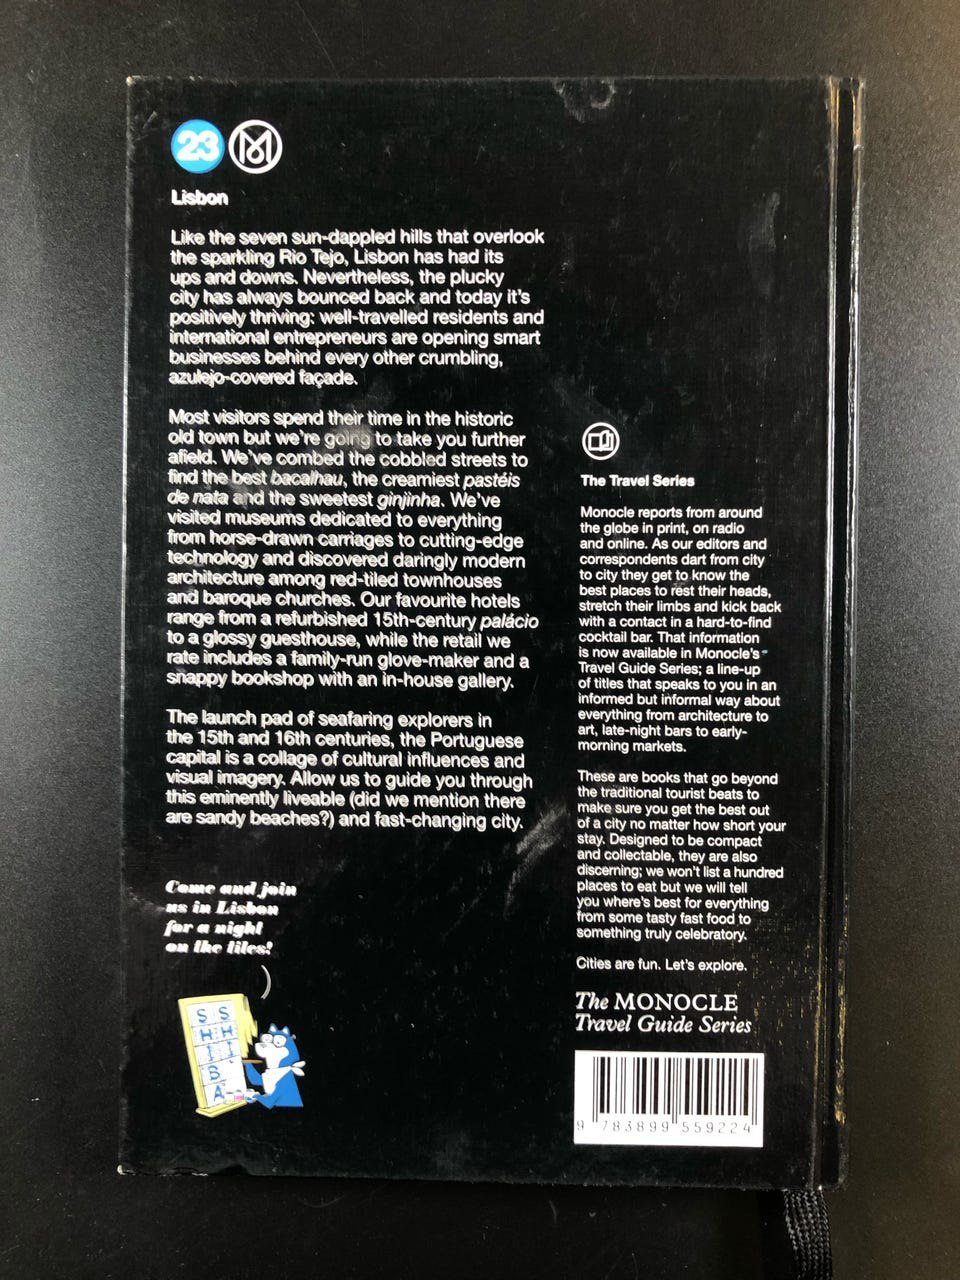 23
Lisbon
Like the seven sun-dappled hills that overlook
the sparkling Rio Tejo, Lisbon has had its
ups and downs. Nevertheless, the plucky
city has always bounced back and today it's
positively thriving: well-travelled residents and
international entrepreneurs are opening smart
businesses behind every other crumbling,
azulejo-covered façade.
Most visitors spend their time in the historic
old town but we're going to take you further
afield. We've combed the cobbled streets to
find the best bacalhau, the creamiest pastéis
de nata and the sweetest ginjinha. We've
visited museums dedicated to everything
from horse-drawn carriages to cutting-edge
technology and discovered daringly modern
architecture among red-tiled townhouses
and baroque churches. Our favourite hotels
range from a refurbished 15th-century palácio
to a glossy guesthouse, while the retail we
rate includes a family-run glove-maker and a
snappy bookshop with an in-house gallery.
The launch pad of seafaring explorers in
the 15th and 16th centuries, the Portuguese
capital is a collage of cultural influences and
visual imagery. Allow us to guide you through
this eminently liveable (did we mention there
are sandy beaches?) and fast-changing city.
Come and join
us in Lisbon
for a night
on the tiles!
S S
H H
I I
B
A
The Travel Series
Monocle reports from around
the globe in print, on radio
and online. As our editors and
correspondents dart from city
to city they get to know the
best places to rest their heads,
stretch their limbs and kick back
with a contact in a hard-to-find
cocktail bar. That information
is now available in Monocle's
Travel Guide Series; a line-up
of titles that speaks to you in an
informed but informal way about
everything from architecture to
art, late-night bars to early-
morning markets.
These are books that go beyond
the traditional tourist beats to
make sure you get the best out
of a city no matter how short your
stay. Designed to be compact
and collectable, they are also
discerning; we won't list a hundred
places to eat but we will tell
you where's best for everything
from some tasty fast food to
something truly celebratory.
Cities are fun. Let's explore.
The MONOCLE
Travel Guide Series
9 783899 559224